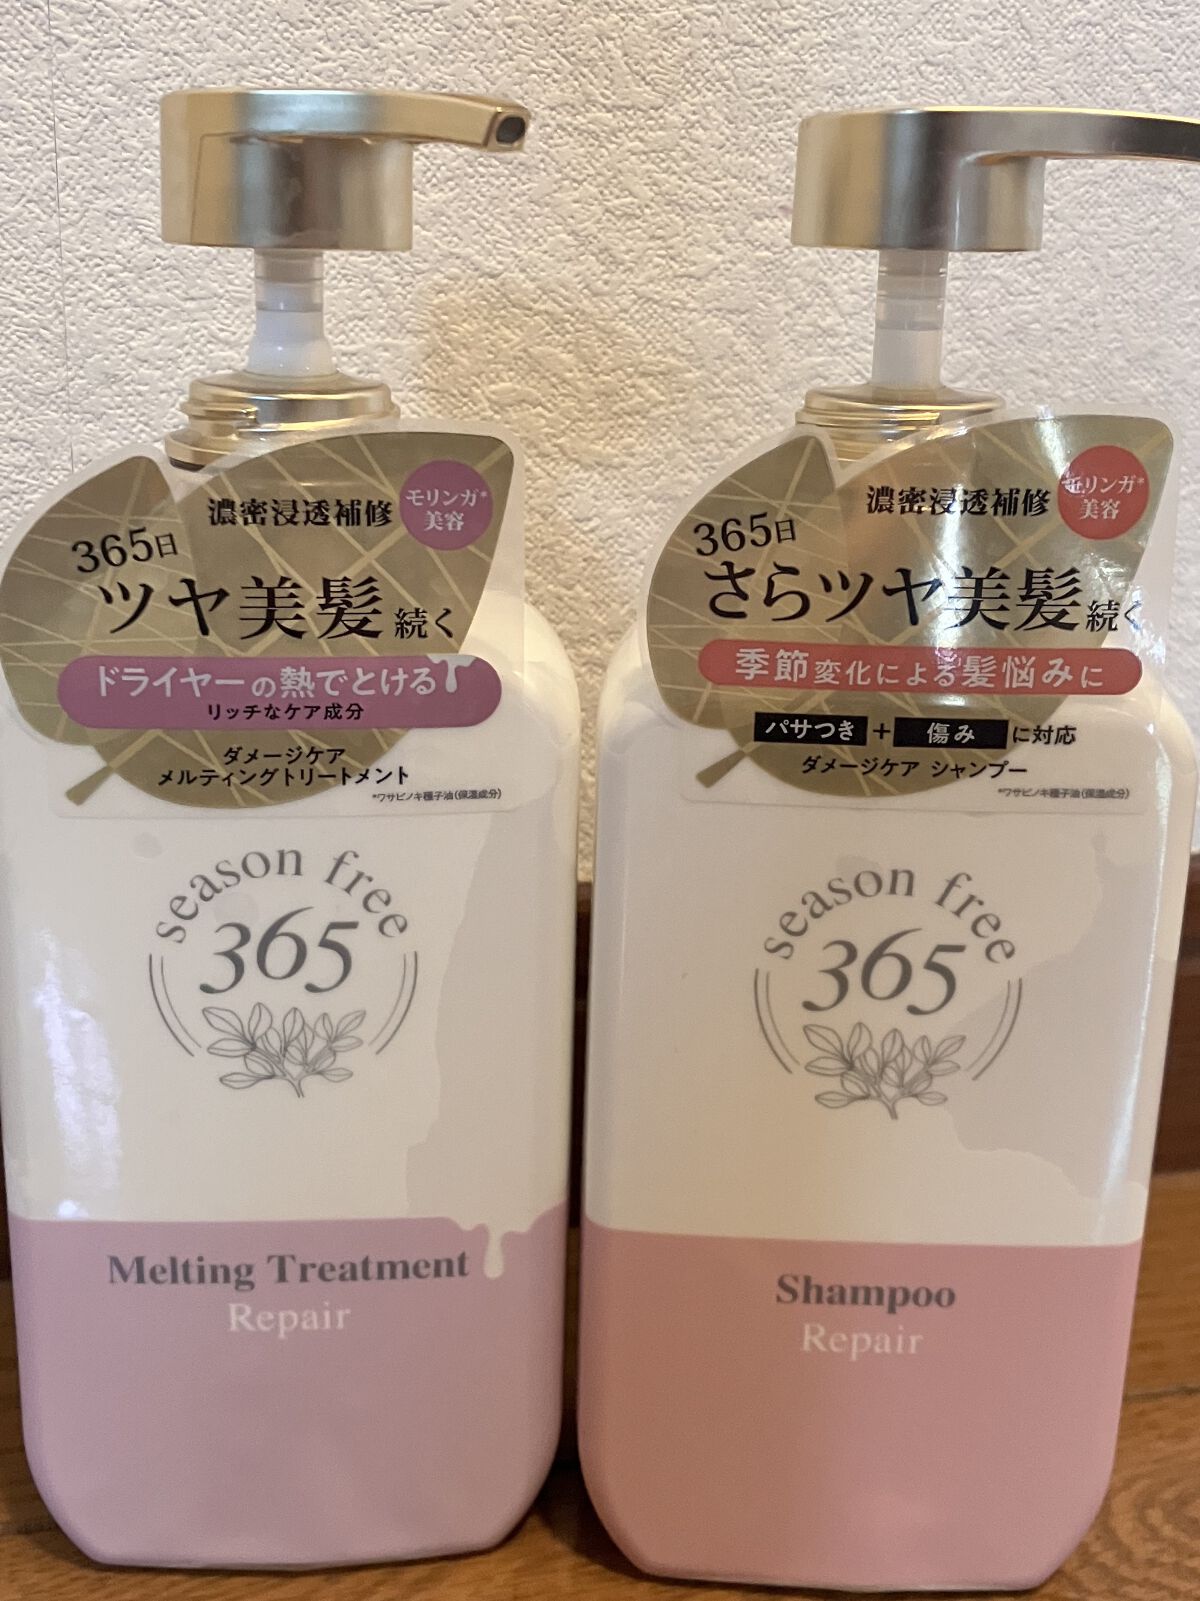 濃密浸透補修
モリンガ*
美容
365日
ツヤ美髪続く
ドライヤーの熱でとける
リッチなケア成分
ダメージケア
メルティングトリートメント
*ワサビノキ種子油(保湿成分)
season free
365
Melting Treatment
Repair
濃密浸透補修
モリンガ*
美容
365日
さらツヤ美髪続く
季節変化による髪悩みに
パサつき+傷みに対応
ダメージケア シャンプー
*ワサビノキ種子油(保湿成分)
season free
365
Shampoo
Repair